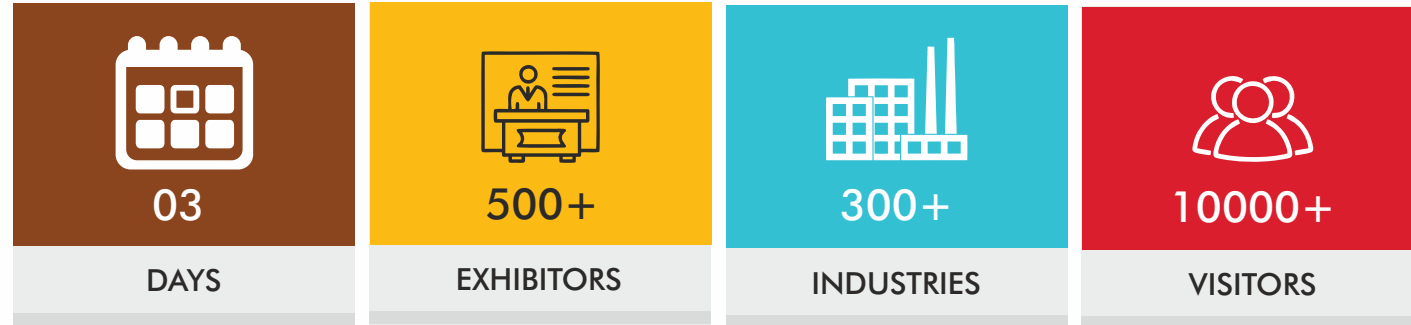 03
DAYS
500+
EXHIBITORS
300+
INDUSTRIES
10000+
VISITORS